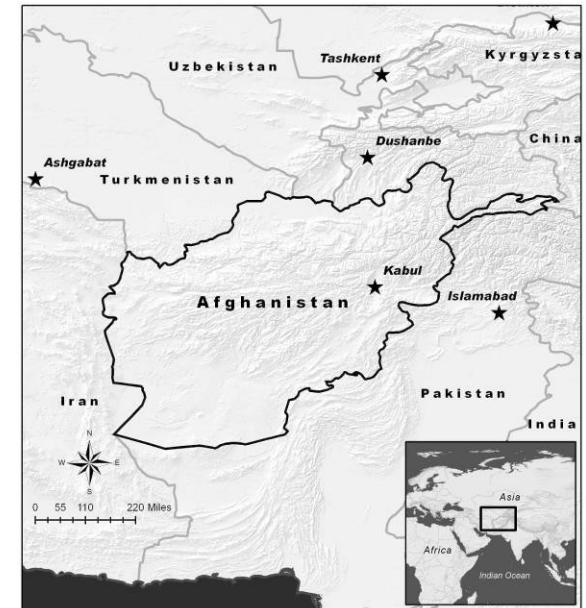 Uzbekistan
Tashkent
Kyrgyzsta
Dushanbe
China
Ashgabat
Turkmenistan
Kabul
Afghanistan
Islamabad
Iran
Pakistan
India
N
W E
S
0 55 110 220 Miles
Asia
Africa
Indian Ocean